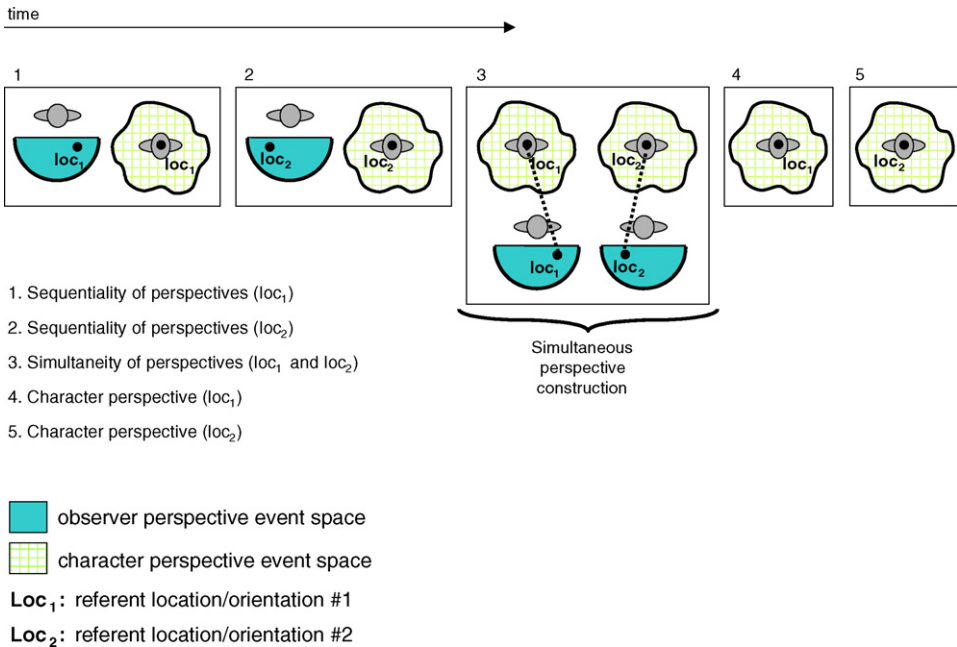 time
1 2 3 4 5
loc₁ loc₁ loc₂ loc₂ loc₁ loc₂ loc₁ loc₂
loc₁ loc₂
1. Sequentiality of perspectives (loc₁)
2. Sequentiality of perspectives (loc₂)
3. Simultaneity of perspectives (loc₁ and loc₂)
4. Character perspective (loc₁)
5. Character perspective (loc₂)
Simultaneous
perspective
construction
observer perspective event space
character perspective event space
Loc₁: referent location/orientation #1
Loc₂: referent location/orientation #2